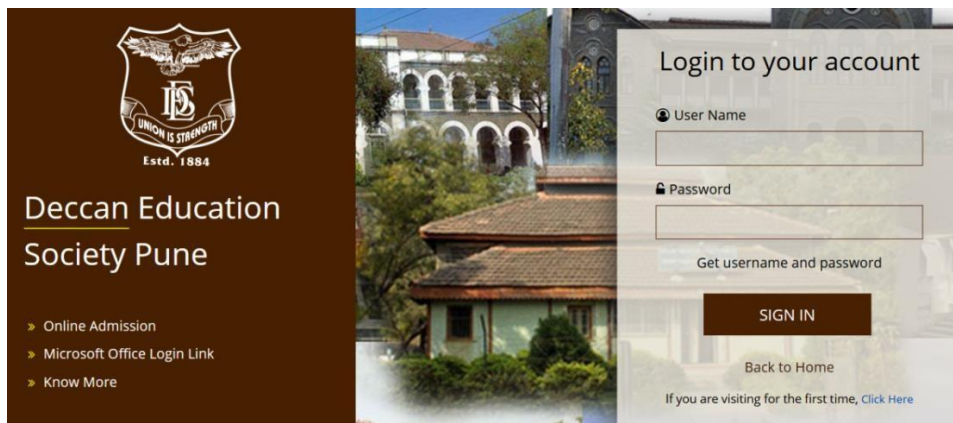 DES
UNION IS STRENGTH
Estd. 1884
Deccan Education
Society Pune
» Online Admission
» Microsoft Office Login Link
» Know More
Login to your account
User Name
Password
Get username and password
SIGN IN
Back to Home
If you are visiting for the first time, Click Here